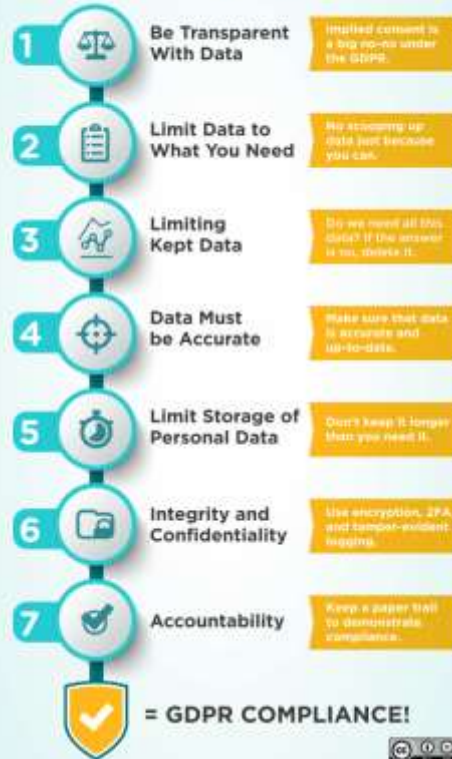 1
Be Transparent
With Data
Implied consent is
a big no-no under
the GDPR.
2
Limit Data to
What You Need
No scooping up
data just because
you can.
3
Limiting
Kept Data
Do we need all this
data? If the answer
is no, delete it.
4
Data Must
be Accurate
Make sure that data
is accurate and
up-to-date.
5
Limit Storage of
Personal Data
Don't keep it longer
than you need it.
6
Integrity and
Confidentiality
Use encryption, 2FA
and tamper-evident
logging.
7
Accountability
Keep a paper trail
to demonstrate
compliance.
= GDPR COMPLIANCE!
cc